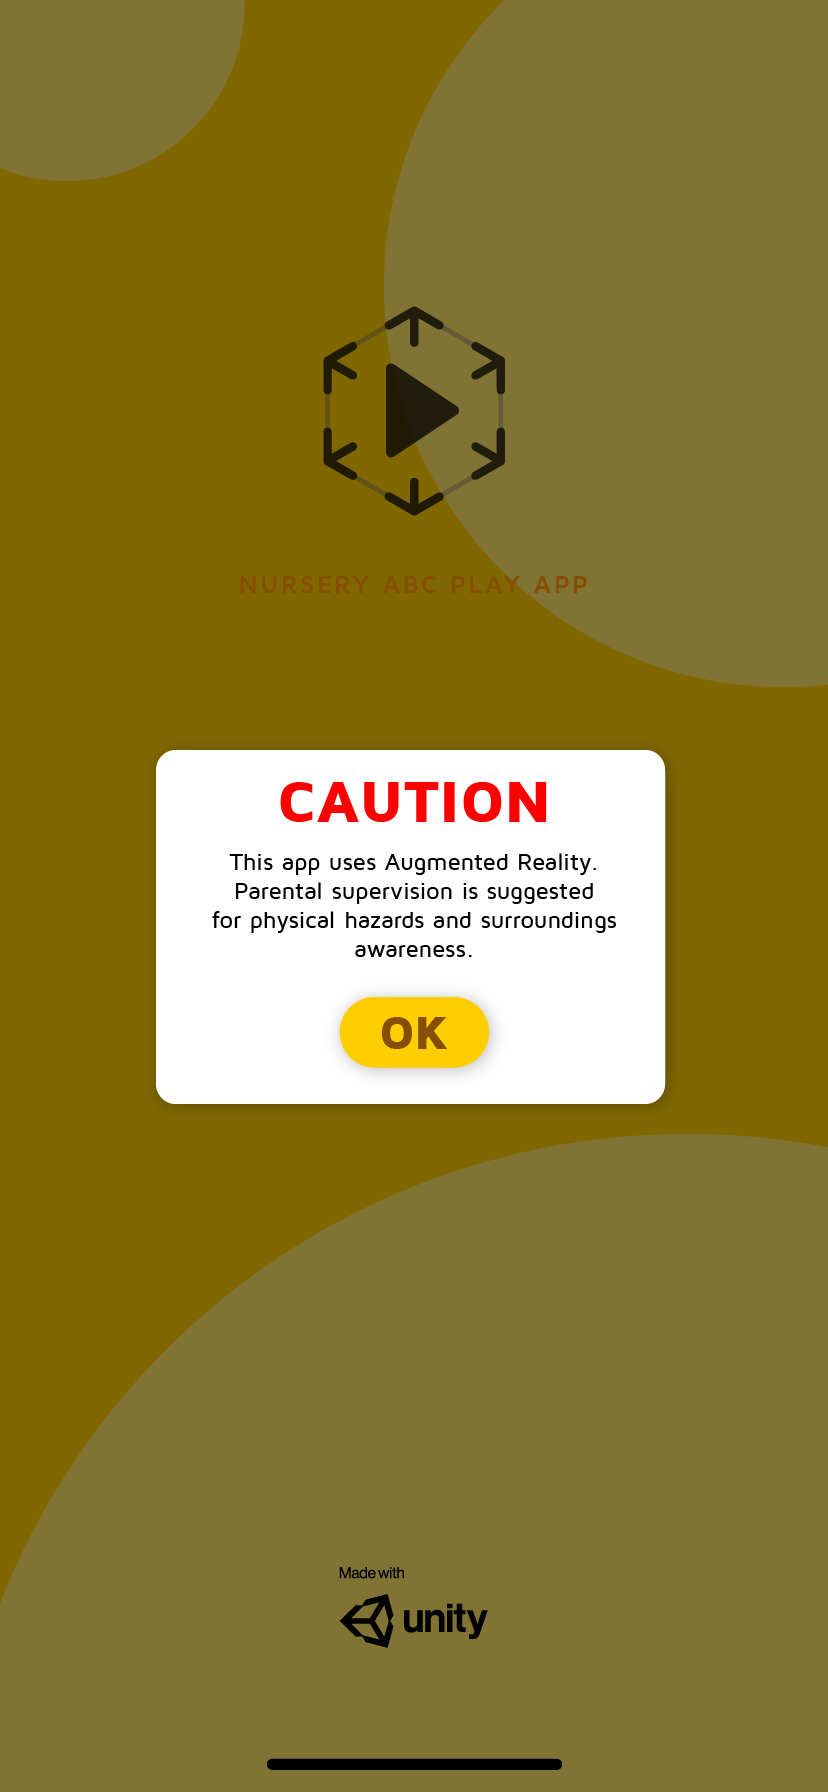 NURSERY ABC PLAY APP
CAUTION
This app uses Augmented Reality.
Parental supervision is suggested
for physical hazards and surroundings
awareness.
OK
Made with
unity